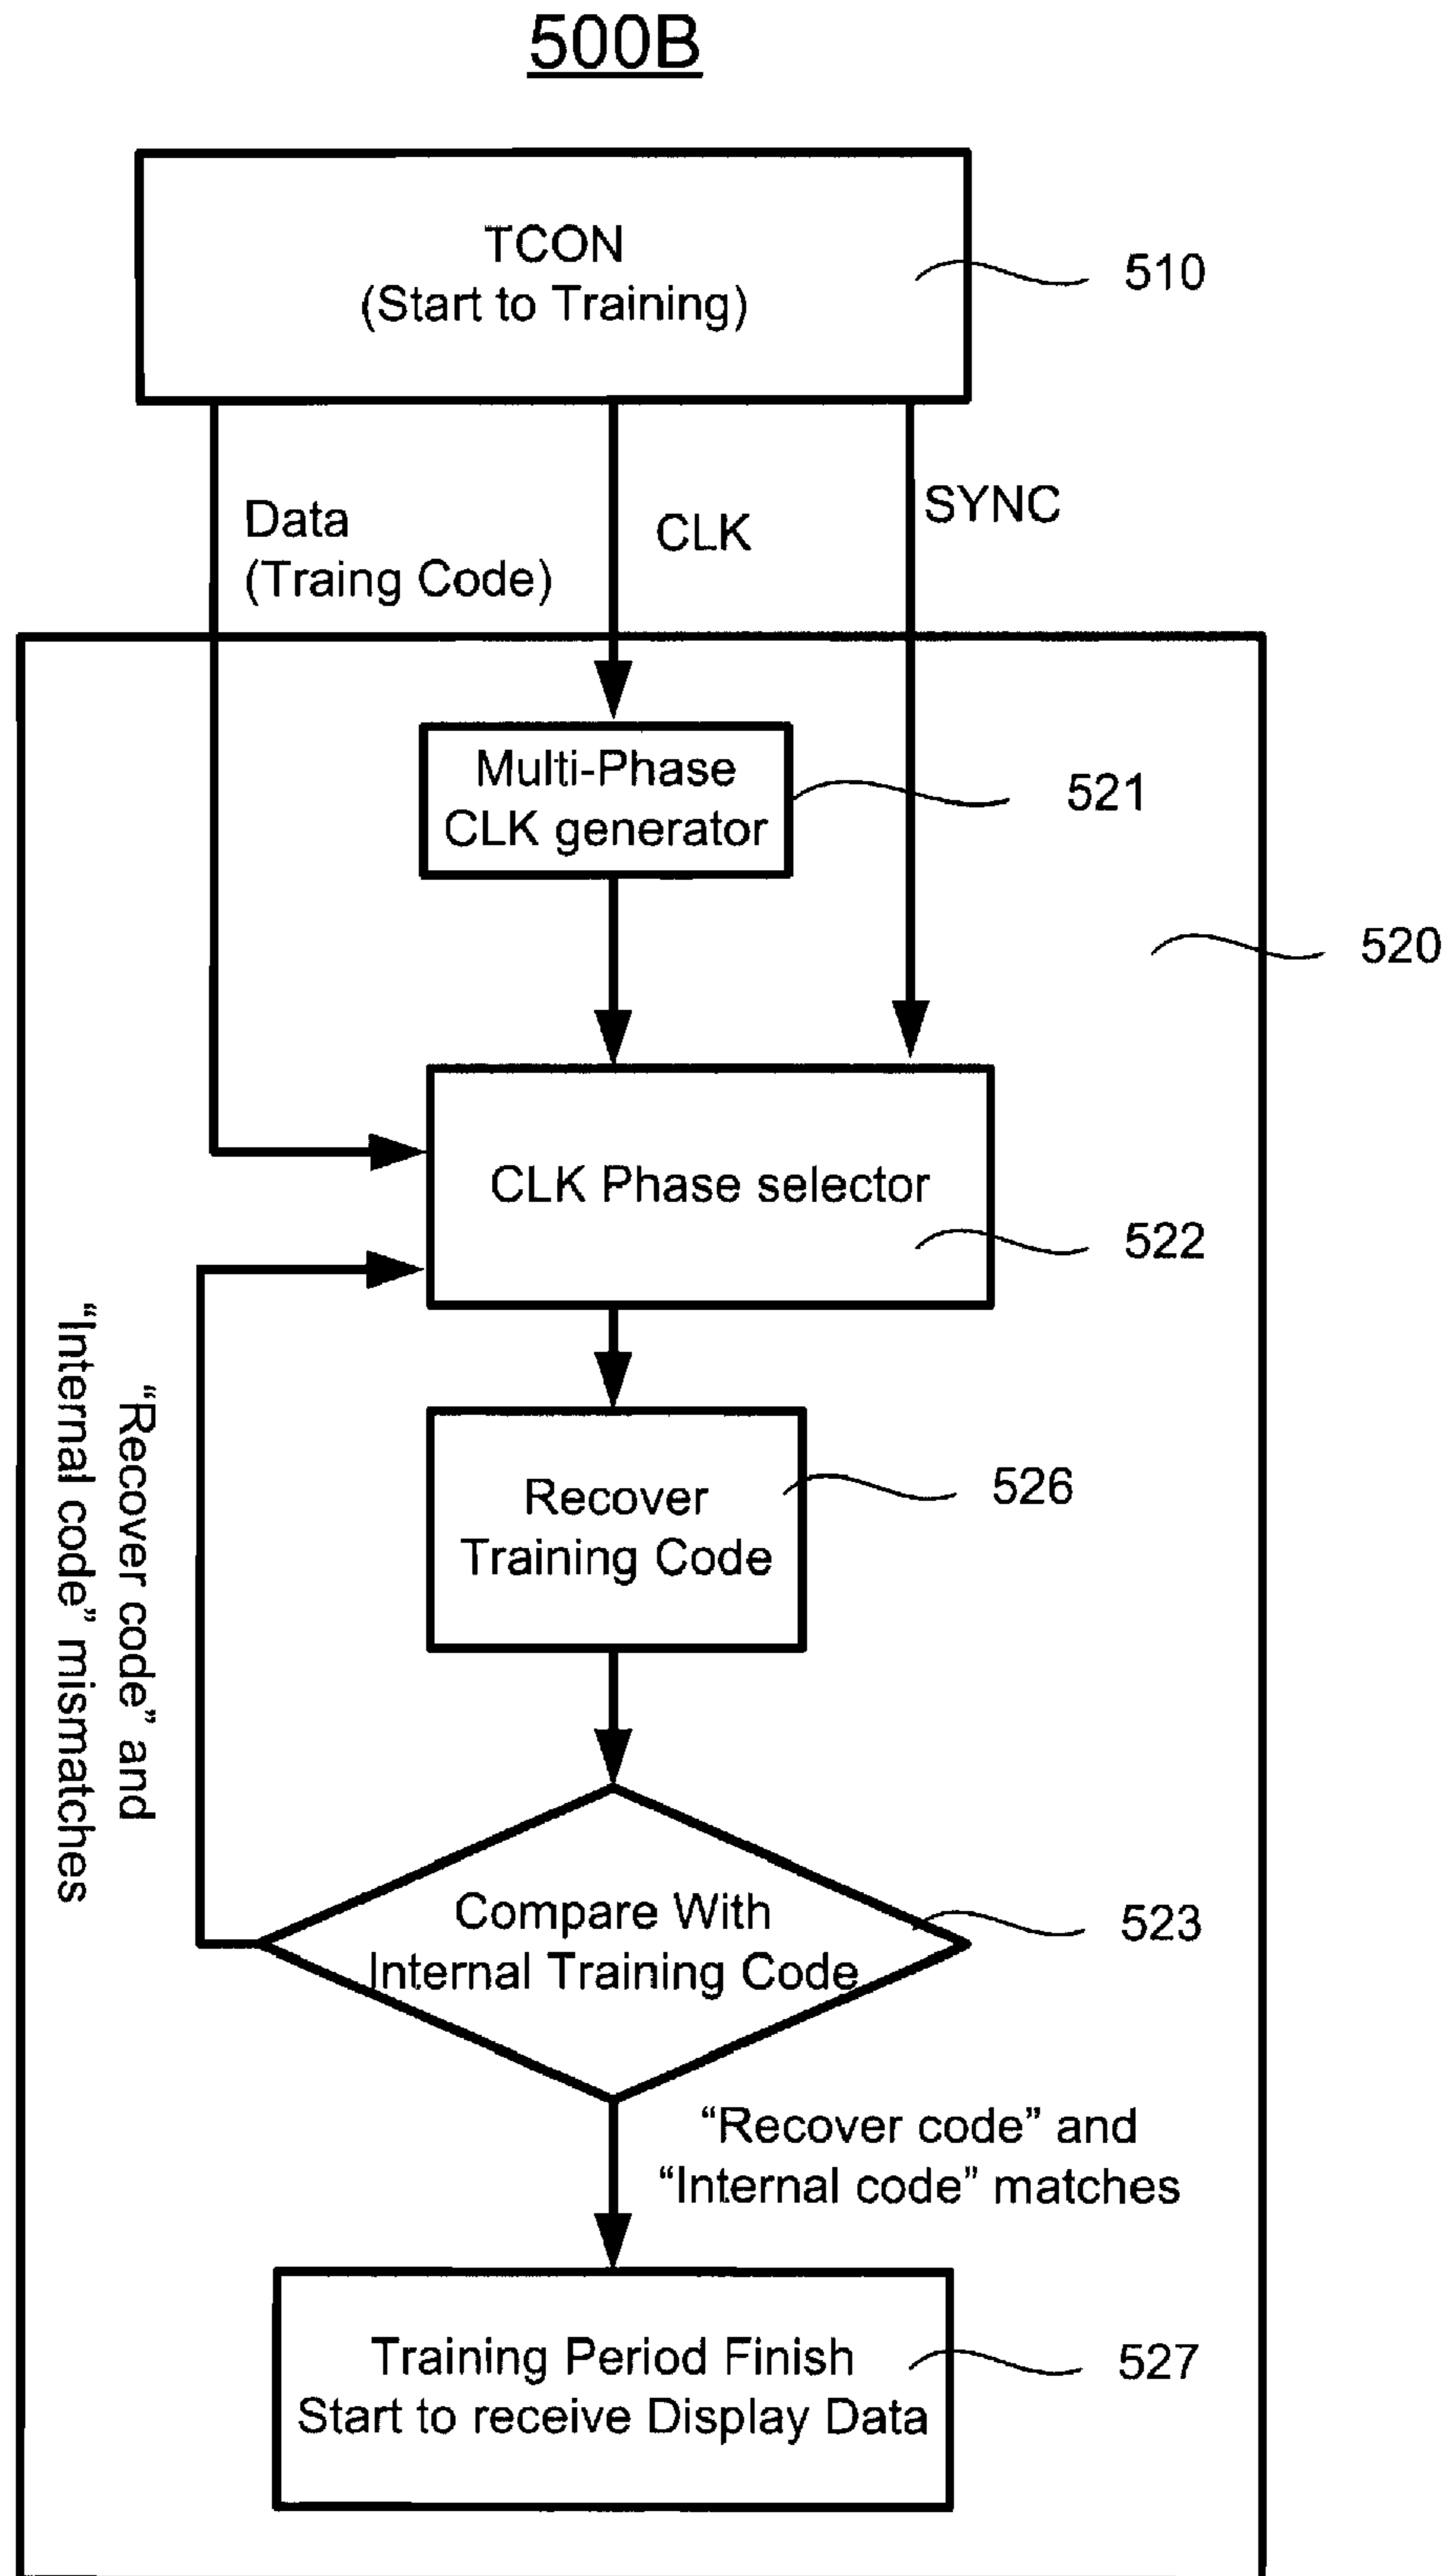 500B
TCON
(Start to Training)
510
Data
(Traing Code)
CLK
SYNC
Multi-Phase
CLK generator
521
520
CLK Phase selector
522
“Recover code” and
“Internal code” mismatches
Recover
Training Code
526
Compare With
Internal Training Code
523
“Recover code” and
“Internal code” matches
Training Period Finish
Start to receive Display Data
527